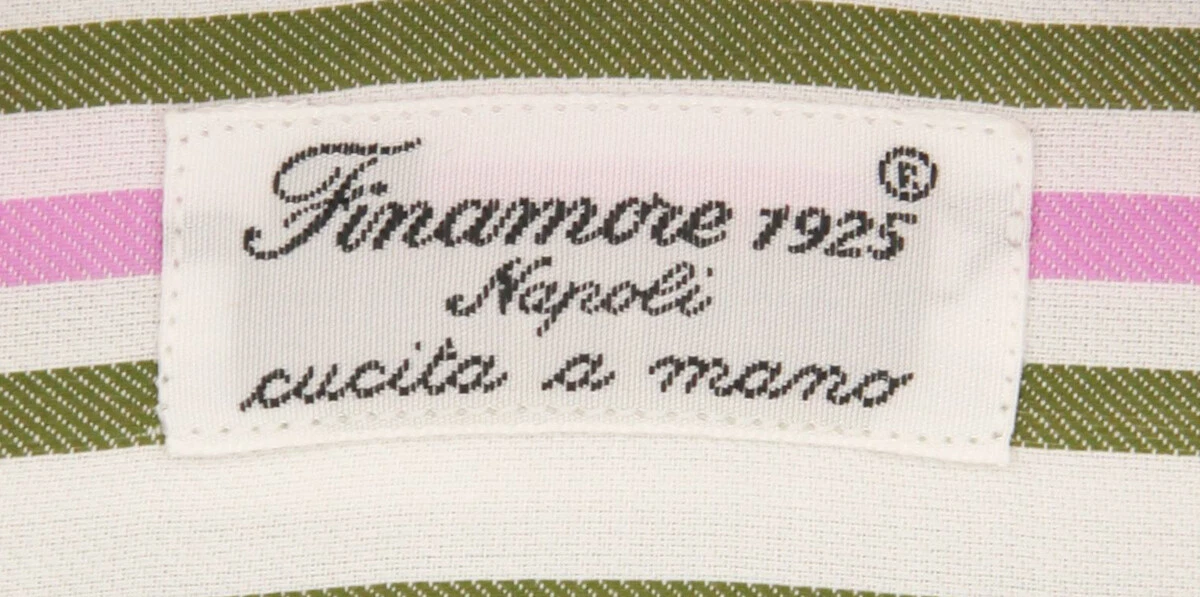 Finamore 1925®
Napoli
cucita a mano